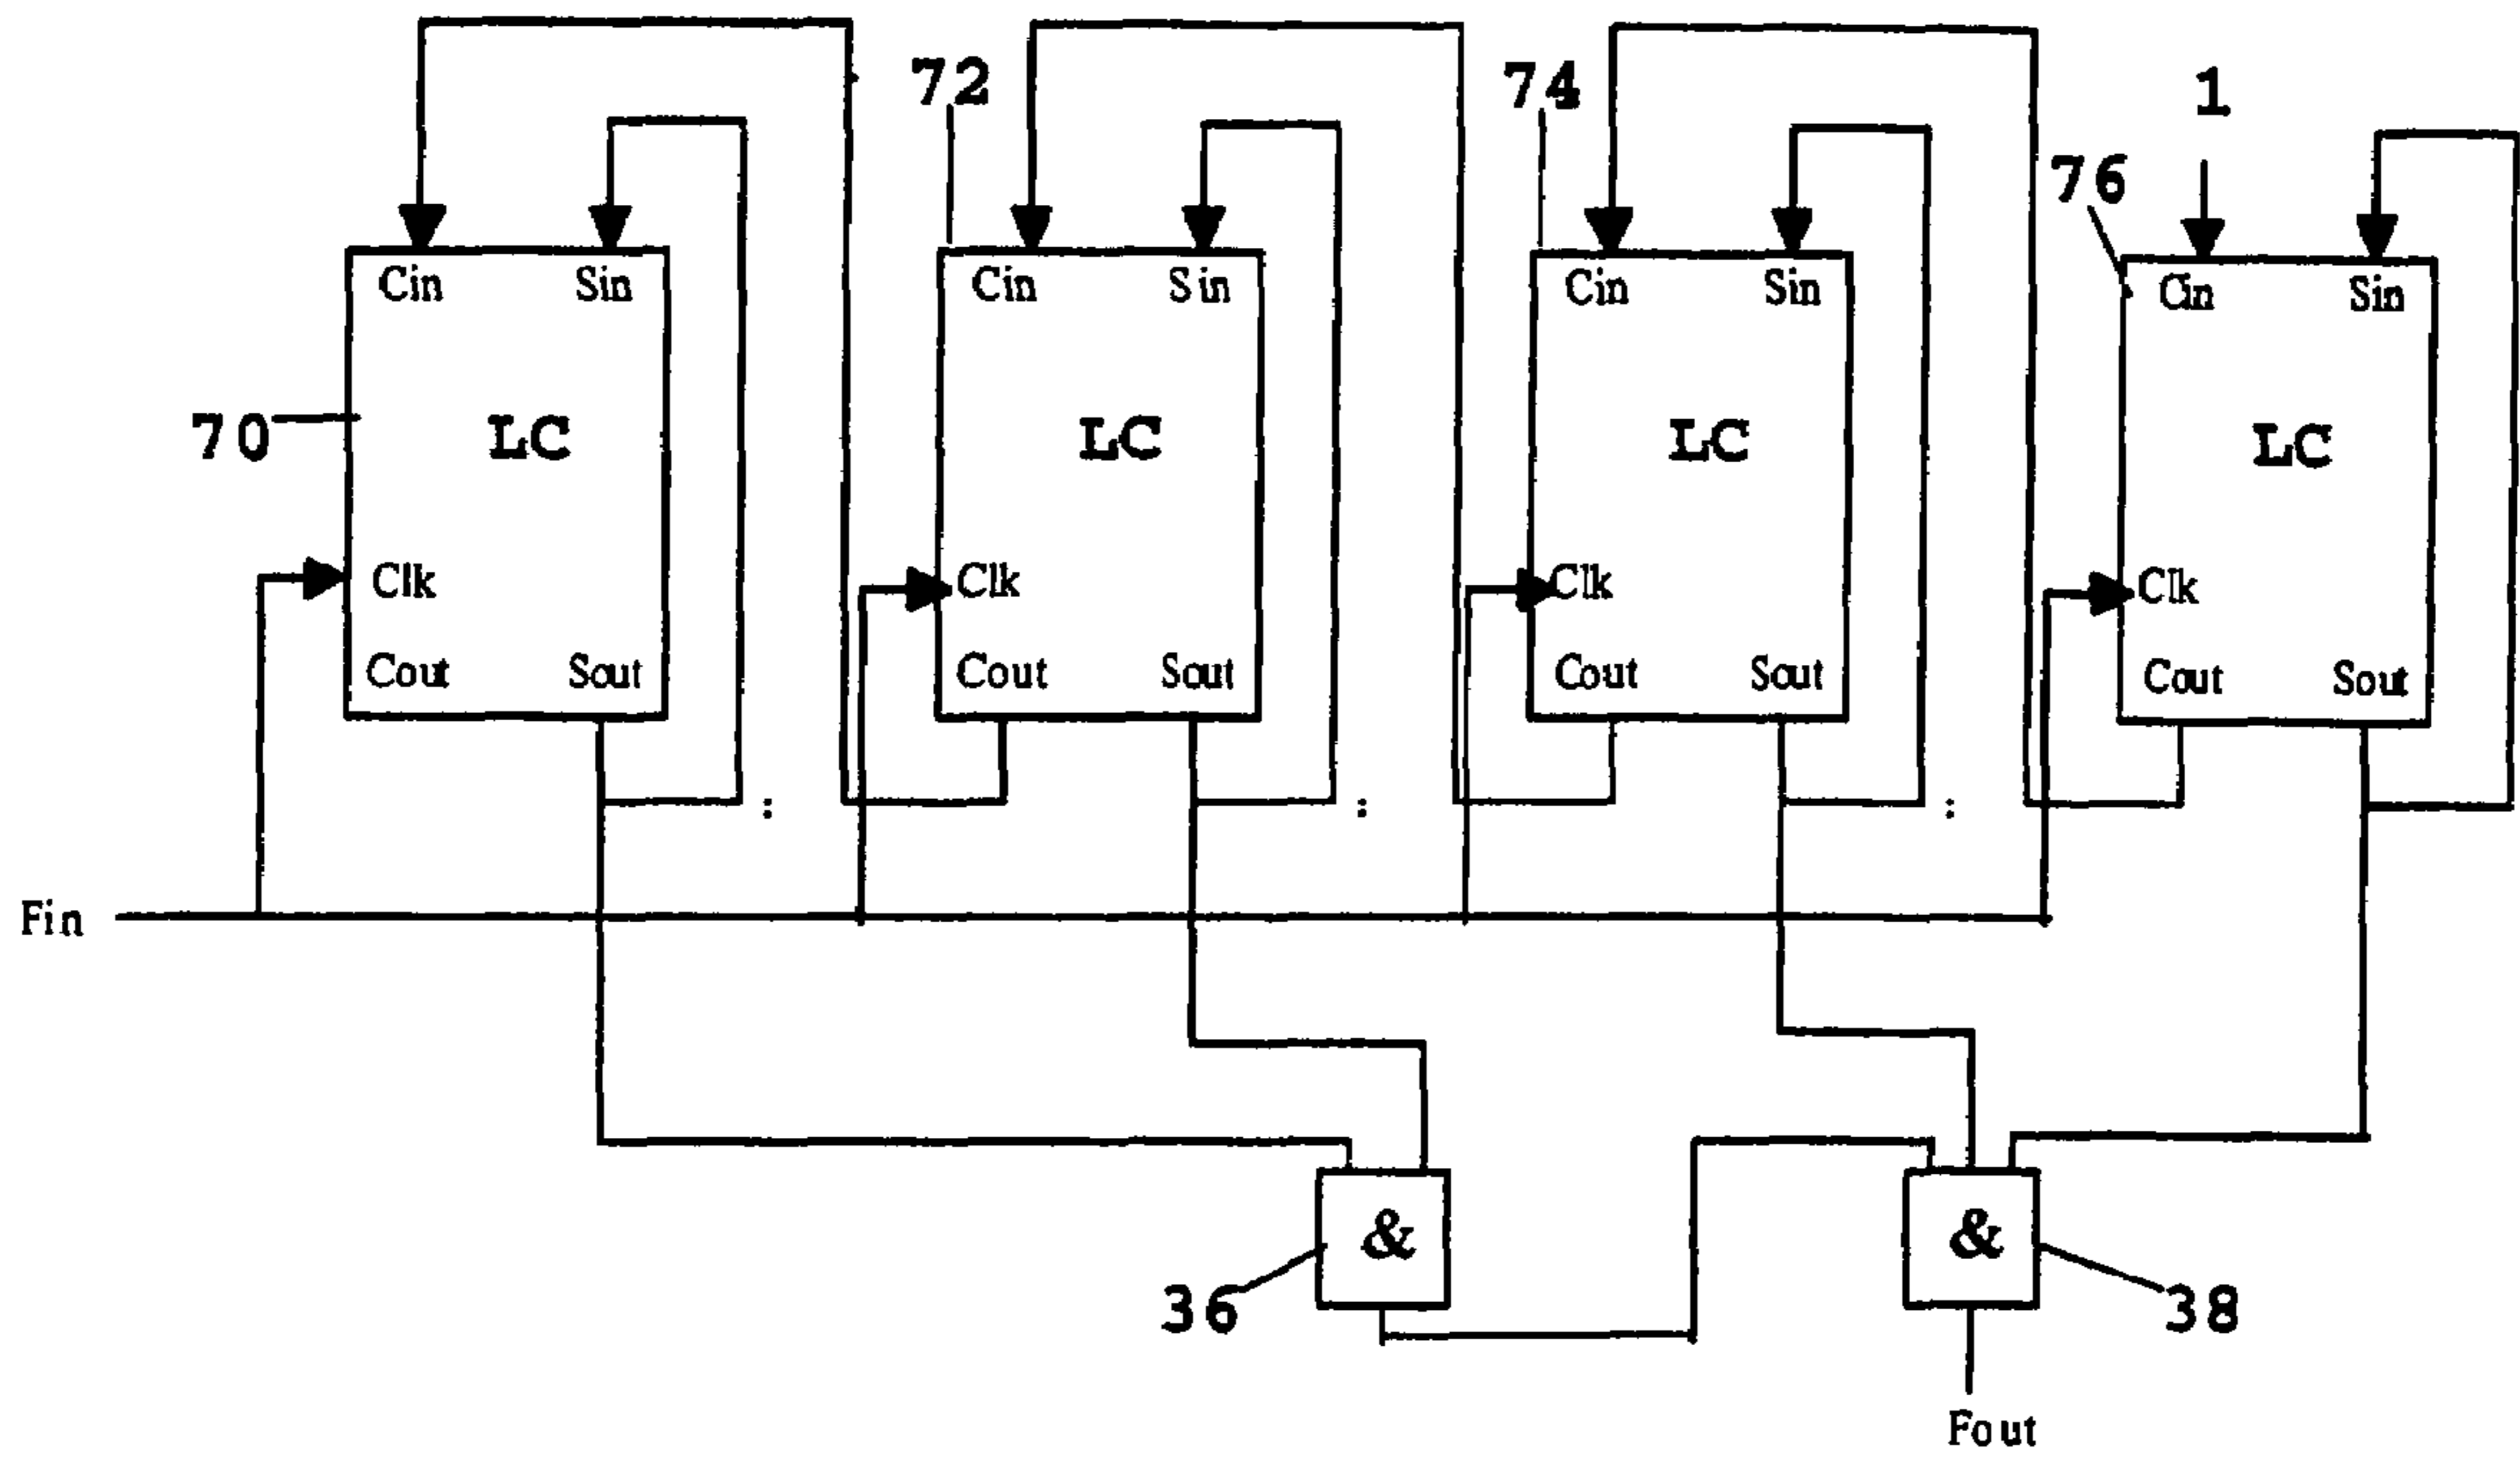 72
74
1
76
Cin Sin
Cin Sin
Cin Sin
Cin Sin
70
LC
LC
LC
LC
Clk
Clk
Clk
Clk
Cout Sout
Cout Sout
Cout Sout
Cout Sout
:
:
:
Fin
&
&
36
38
Fout